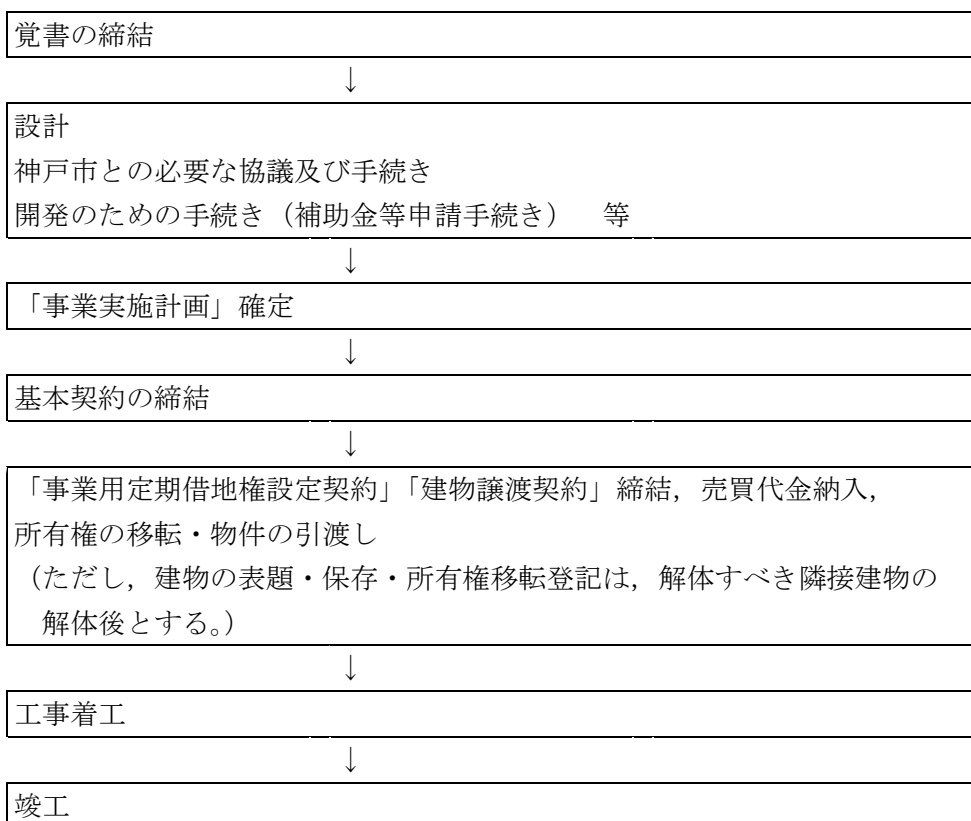 覚書の締結
↓
設計
神戸市との必要な協議及び手続き
開発のための手続き（補助金等申請手続き）　等
↓
「事業実施計画」確定
↓
基本契約の締結
↓
「事業用定期借地権設定契約」「建物譲渡契約」締結，売買代金納入，
所有権の移転・物件の引渡し
（ただし，建物の表題・保存・所有権移転登記は，解体すべき隣接建物の
解体後とする。）
↓
工事着工
↓
竣工